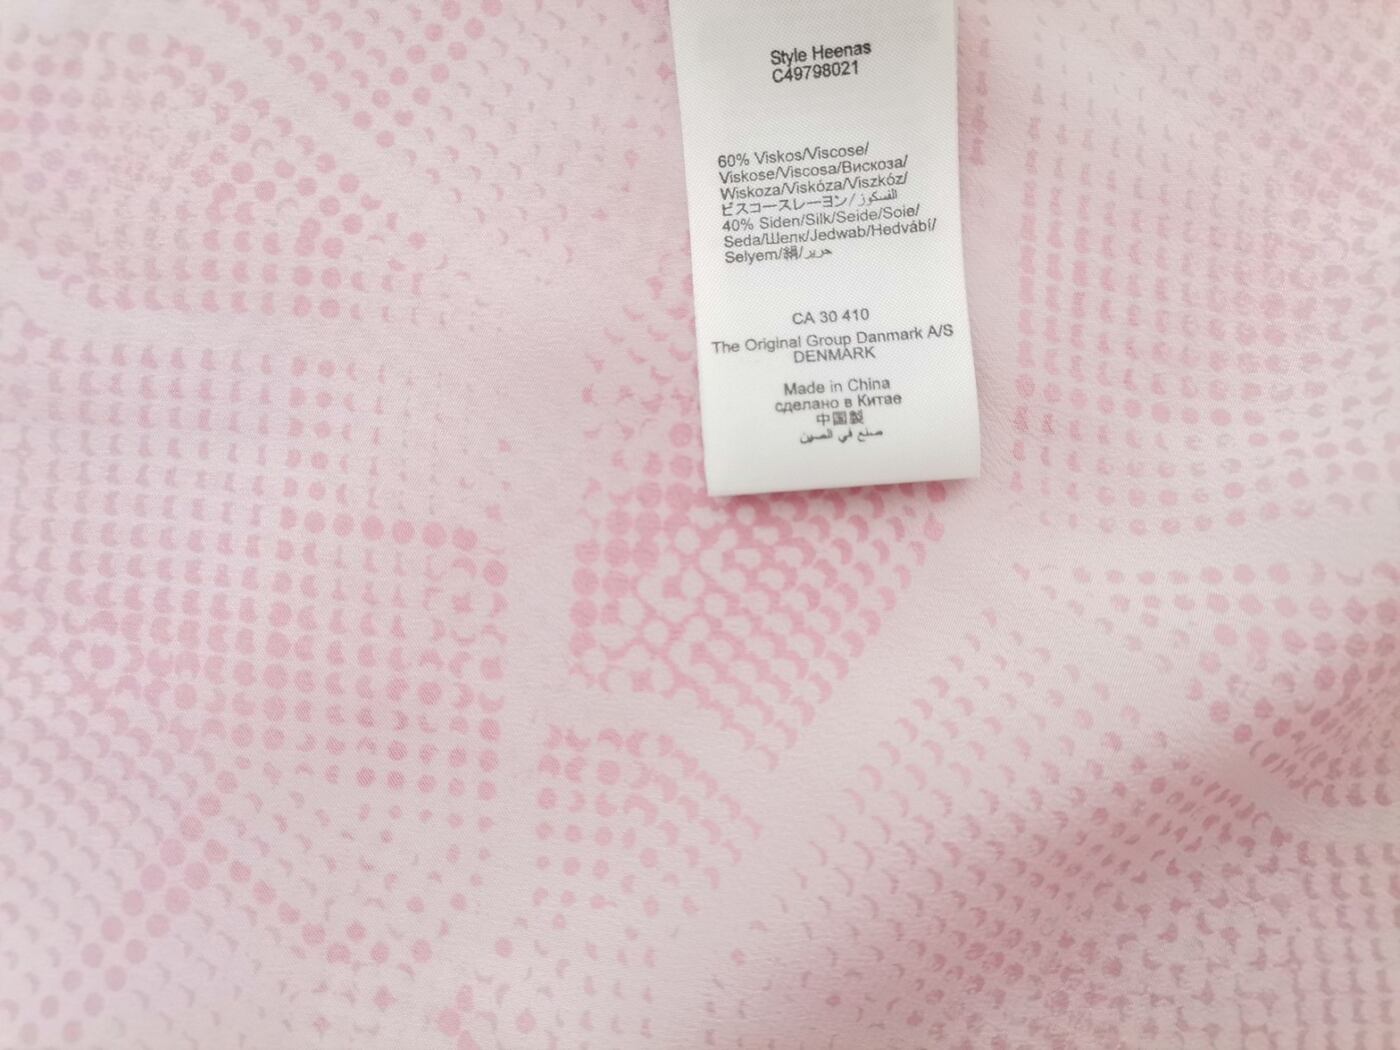 Style Heenas
C49798021
60% Viskos/Viscose/
Viskose/Viscosa/Вискоза/
Wiskoza/Viskóza/Viszkóz/
ビスコースレーヨン/الفسكوز
40% Siden/Silk/Seide/Soie/
Seda/Шелк/Jedwab/Hedvábí/
Selyem/絹/حرير
CA 30 410
The Original Group Danmark A/S
DENMARK
Made in China
сделано в Китае
中国製
صنع في الصين